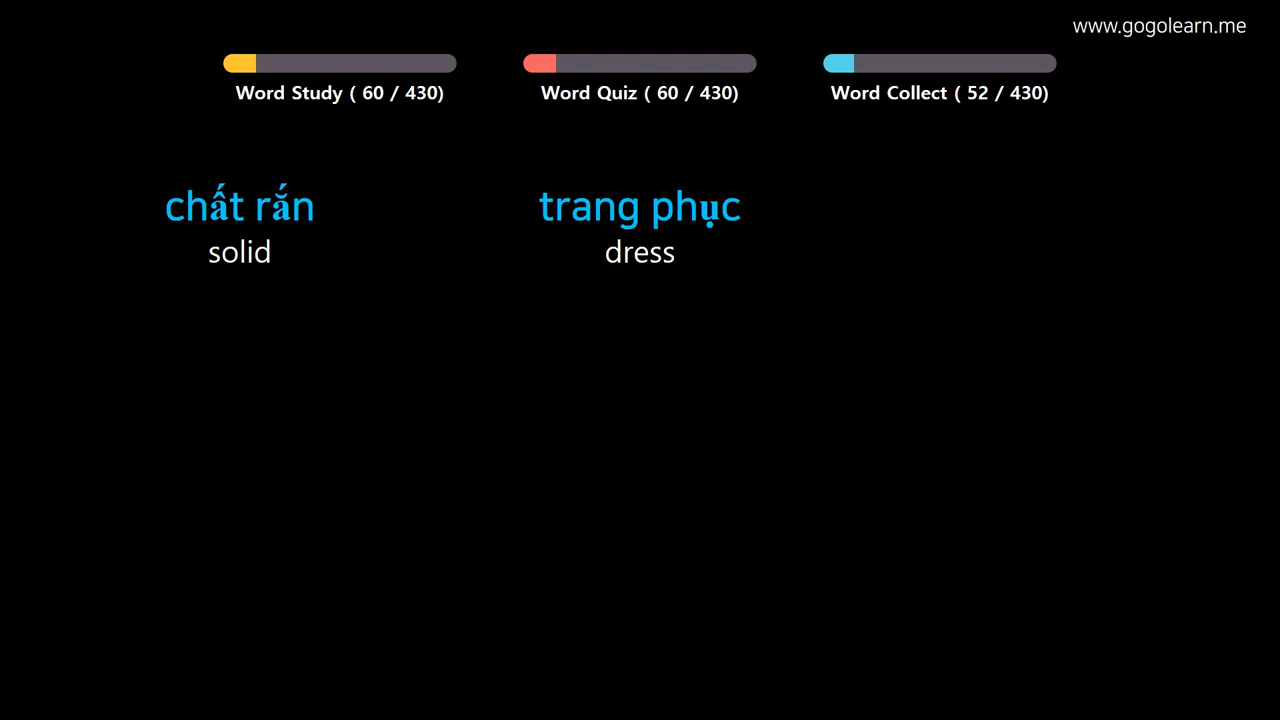 www.gogolearn.me
Word Study ( 60 / 430)
Word Quiz ( 60 / 430)
Word Collect ( 52 / 430)
chất rắn
solid
trang phục
dress